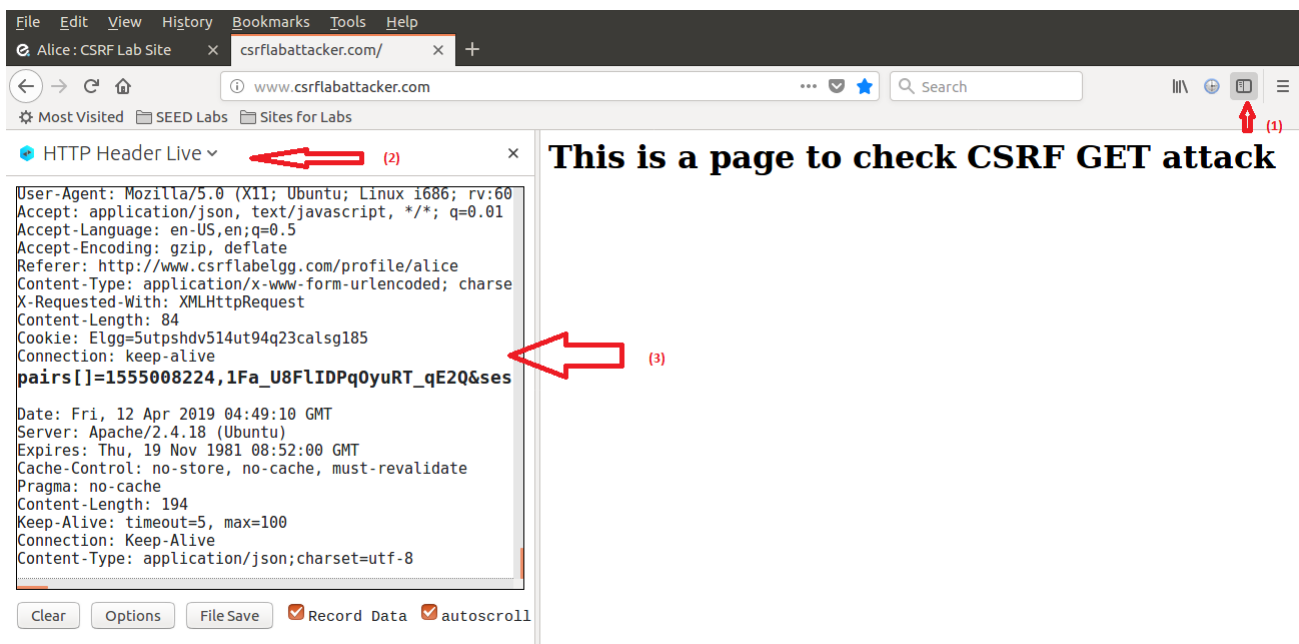 File Edit View History Bookmarks Tools Help
Alice : CSRF Lab Site × csrflabattacker.com/ × +
www.csrflabattacker.com ••• Search
Most Visited SEED Labs Sites for Labs
(1)
HTTP Header Live (2) ×
This is a page to check CSRF GET attack
User-Agent: Mozilla/5.0 (X11; Ubuntu; Linux i686; rv:60
Accept: application/json, text/javascript, */*; q=0.01
Accept-Language: en-US,en;q=0.5
Accept-Encoding: gzip, deflate
Referer: http://www.csrflabelgg.com/profile/alice
Content-Type: application/x-www-form-urlencoded; charse
X-Requested-With: XMLHttpRequest
Content-Length: 84
Cookie: Elgg=5utpshdv514ut94q23calsg185
Connection: keep-alive
(3)
pairs[]=1555008224,1Fa_U8FlIDPqOyuRT_qE2Q&ses
Date: Fri, 12 Apr 2019 04:49:10 GMT
Server: Apache/2.4.18 (Ubuntu)
Expires: Thu, 19 Nov 1981 08:52:00 GMT
Cache-Control: no-store, no-cache, must-revalidate
Pragma: no-cache
Content-Length: 194
Keep-Alive: timeout=5, max=100
Connection: Keep-Alive
Content-Type: application/json;charset=utf-8
Clear Options File Save Record Data autoscroll